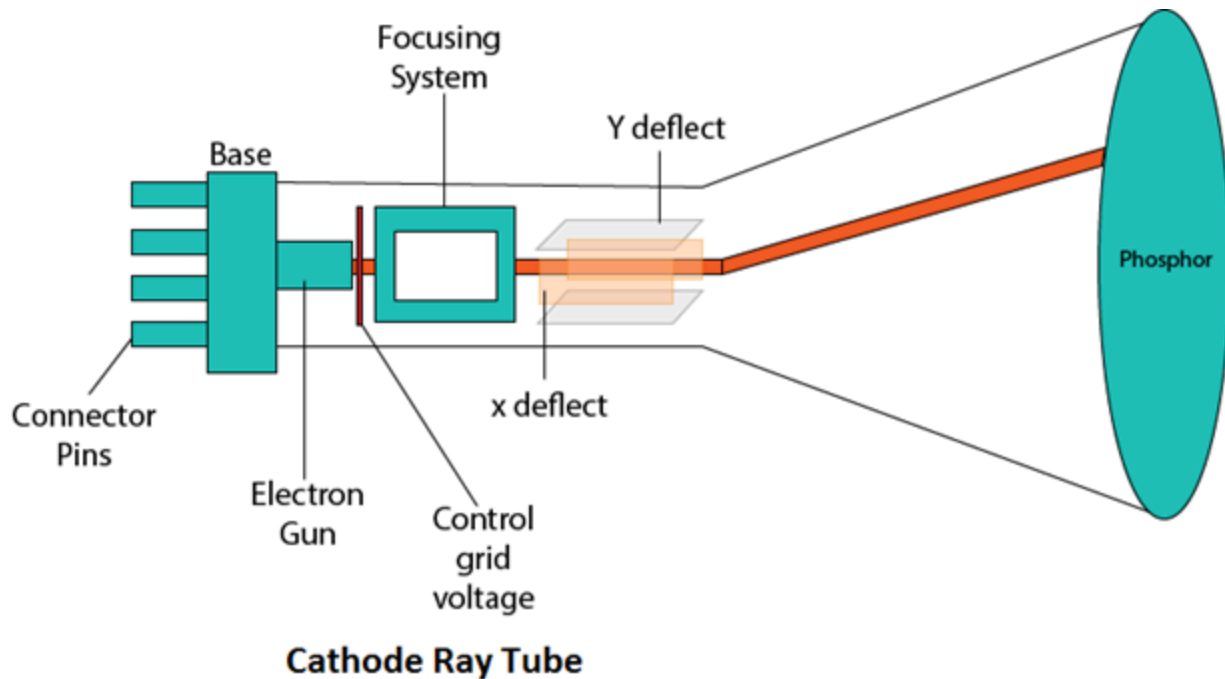 Focusing
System
Y deflect
Base
Phosphor
x deflect
Connector
Pins
Electron
Gun
Control
grid
voltage
Cathode Ray Tube